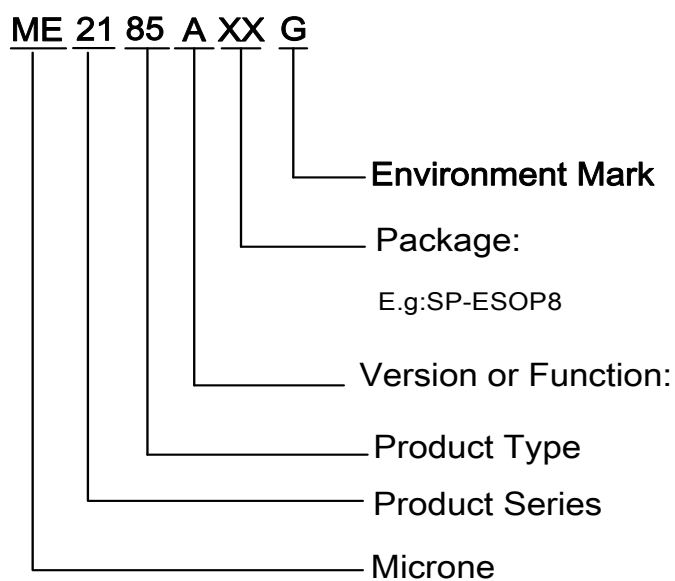 ME 21 85 A XX G
Environment Mark
Package:
E.g:SP-ESOP8
Version or Function:
Product Type
Product Series
Microne